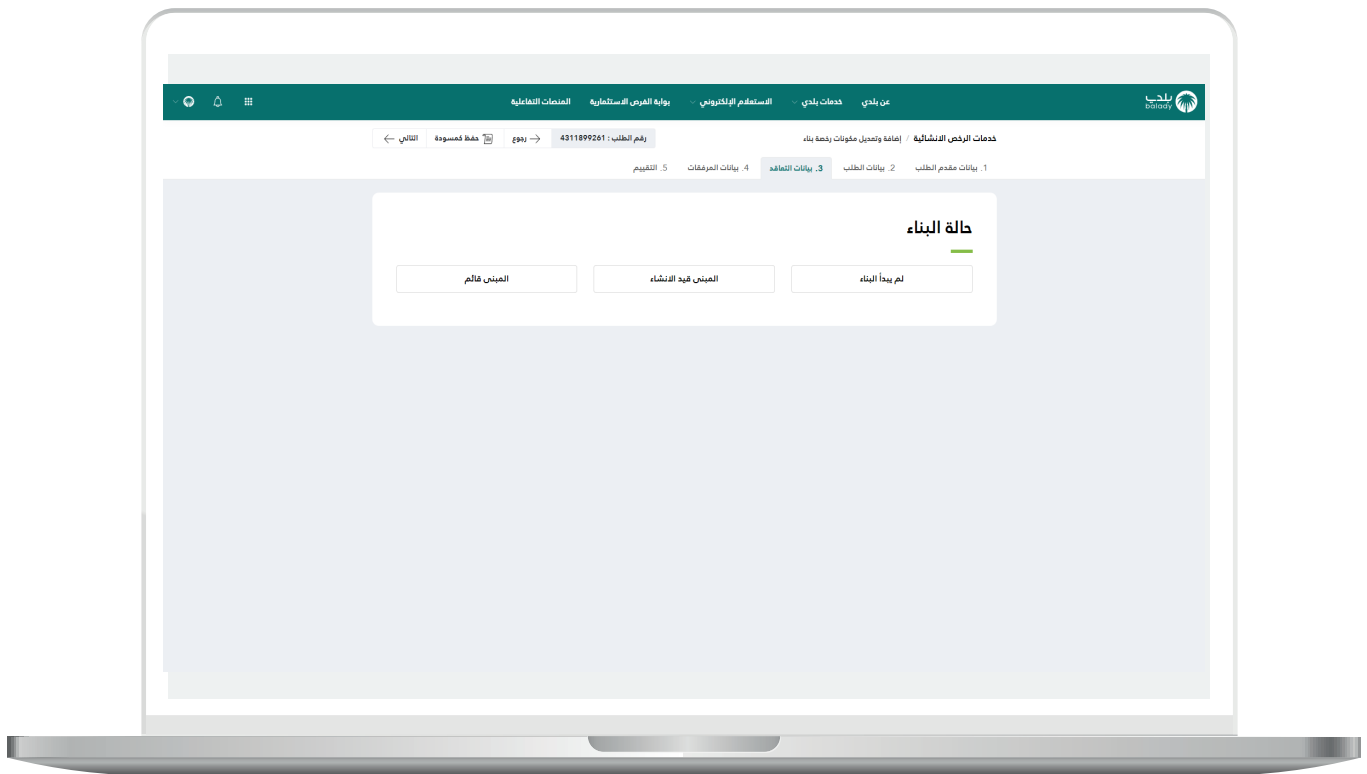 بلدي
balady
عن بلدي
خدمات بلدي
الاستعلام الإلكتروني
بوابة الفرص الاستثمارية
المنصات التفاعلية
خدمات الرخص الانشائية / إضافة وتعديل مكونات رخصة بناء
رقم الطلب : 4311899261
رجوع
حفظ كمسودة
التالي
1. بيانات مقدم الطلب
2. بيانات الطلب
3. بيانات التعاقد
4. بيانات المرفقات
5. التقييم
حالة البناء
لم يبدأ البناء
المبنى قيد الانشاء
المبنى قائم